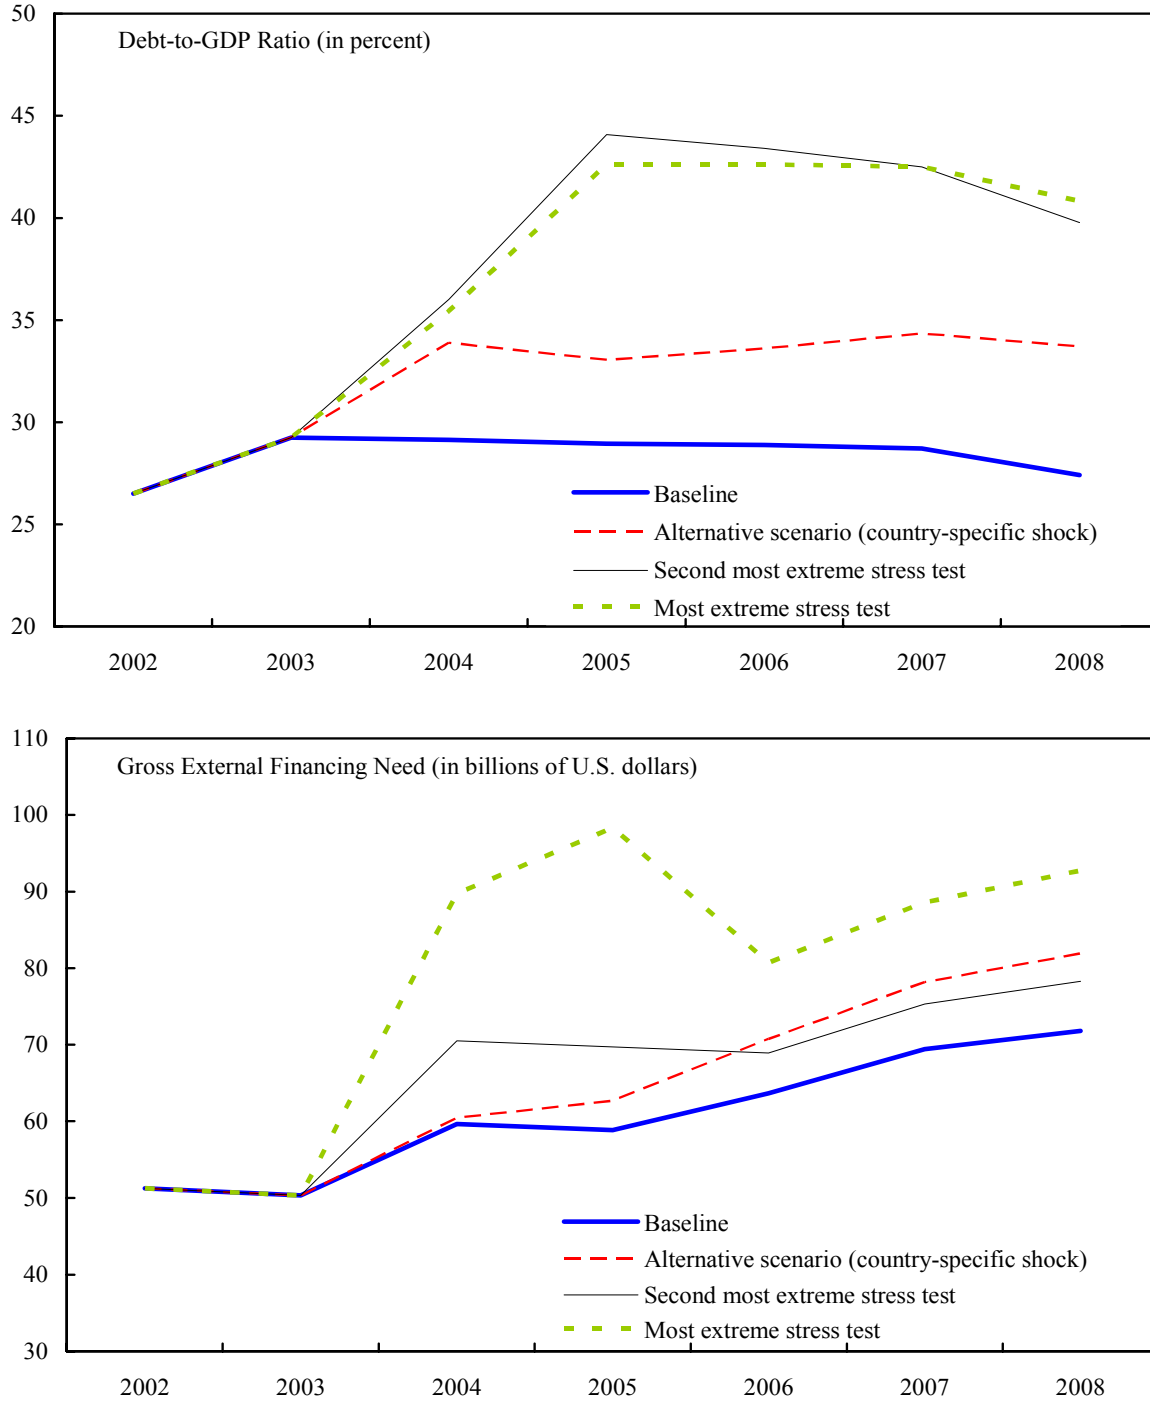 50
Debt-to-GDP Ratio (in percent)
45
40
35
30
Baseline
25
Alternative scenario (country-specific shock)
Second most extreme stress test
Most extreme stress test
20
2002 2003 2004 2005 2006 2007 2008
110
Gross External Financing Need (in billions of U.S. dollars)
100
90
80
70
60
50
Baseline
Alternative scenario (country-specific shock)
40
Second most extreme stress test
Most extreme stress test
30
2002 2003 2004 2005 2006 2007 2008